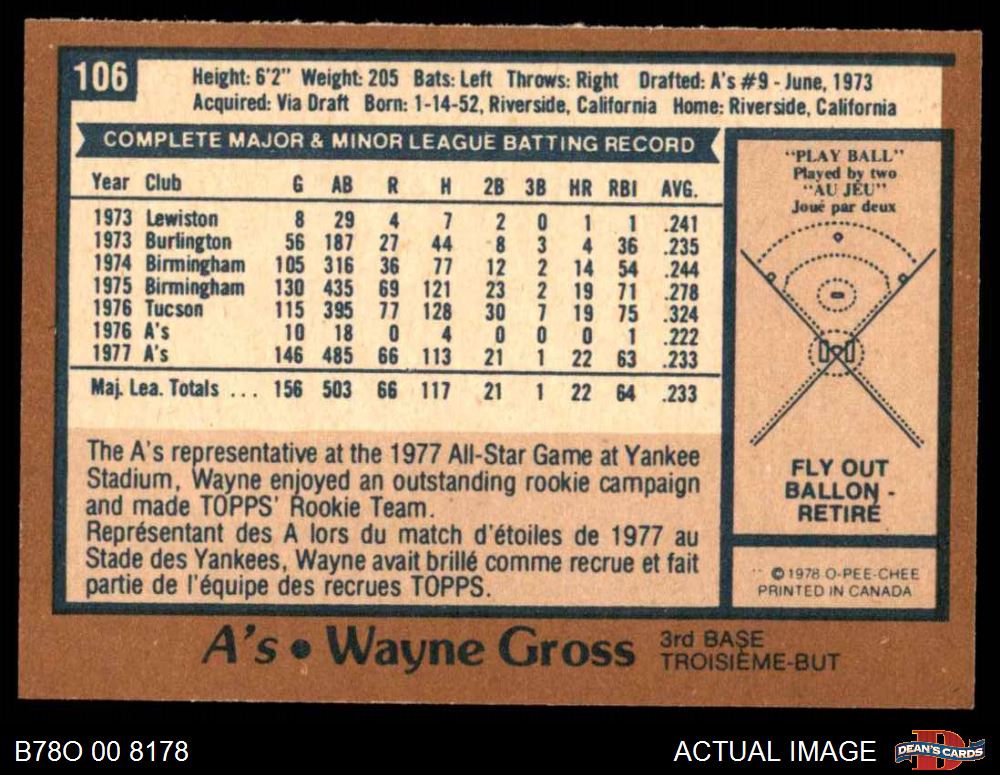 106
Height: 6'2" Weight: 205 Bats: Left Throws: Right Drafted: A's #9 - June, 1973
Acquired: Via Draft Born: 1-14-52, Riverside, California Home: Riverside, California
COMPLETE MAJOR & MINOR LEAGUE BATTING RECORD
Year Club G AB R H 2B 3B HR RBI AVG.
1973 Lewiston 8 29 4 7 2 0 1 1 .241
1973 Burlington 56 187 27 44 8 3 4 36 .235
1974 Birmingham 105 316 36 77 12 2 14 54 .244
1975 Birmingham 130 435 69 121 23 2 19 71 .278
1976 Tucson 115 395 77 128 30 7 19 75 .324
1976 A's 10 18 0 4 0 0 0 1 .222
1977 A's 146 485 66 113 21 1 22 63 .233
Maj. Lea. Totals ... 156 503 66 117 21 1 22 64 .233
The A's representative at the 1977 All-Star Game at Yankee
Stadium, Wayne enjoyed an outstanding rookie campaign
and made TOPPS' Rookie Team.
Représentant des A lors du match d'étoiles de 1977 au
Stade des Yankees, Wayne avait brillé comme recrue et fait
partie de l'équipe des recrues TOPPS.
"PLAY BALL"
Played by two
"AU JEU"
Joué par deux
FLY OUT
BALLON -
RETIRÉ
© 1978 O-PEE-CHEE
PRINTED IN CANADA
A's • Wayne Gross
3rd BASE
TROISIÈME-BUT
B78O 00 8178
ACTUAL IMAGE
DEAN'S CARDS